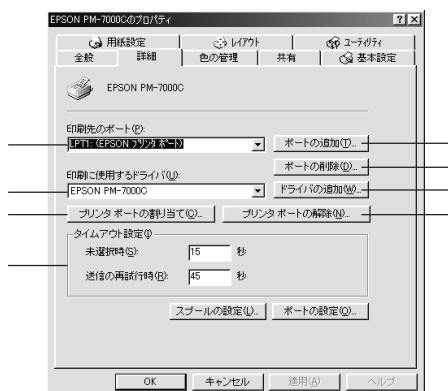 EPSON PM-7000Cのプロパティ
用紙設定 レイアウト ユーティリティ
全般 詳細 色の管理 共有 基本設定
EPSON PM-7000C
印刷先のポート(P):
LPT1: (EPSON プリンタ ポート) ポートの追加(T)...
ポートの削除(D)...
印刷に使用するドライバ(U):
EPSON PM-7000C ドライバの追加(W)...
プリンタ ポートの割り当て(C)... プリンタ ポートの解除(N)...
タイムアウト設定(I)
未選択時(S): 15 秒
送信の再試行時(R): 45 秒
スプールの設定(L)... ポートの設定(O)...
OK キャンセル 適用(A) ヘルプ